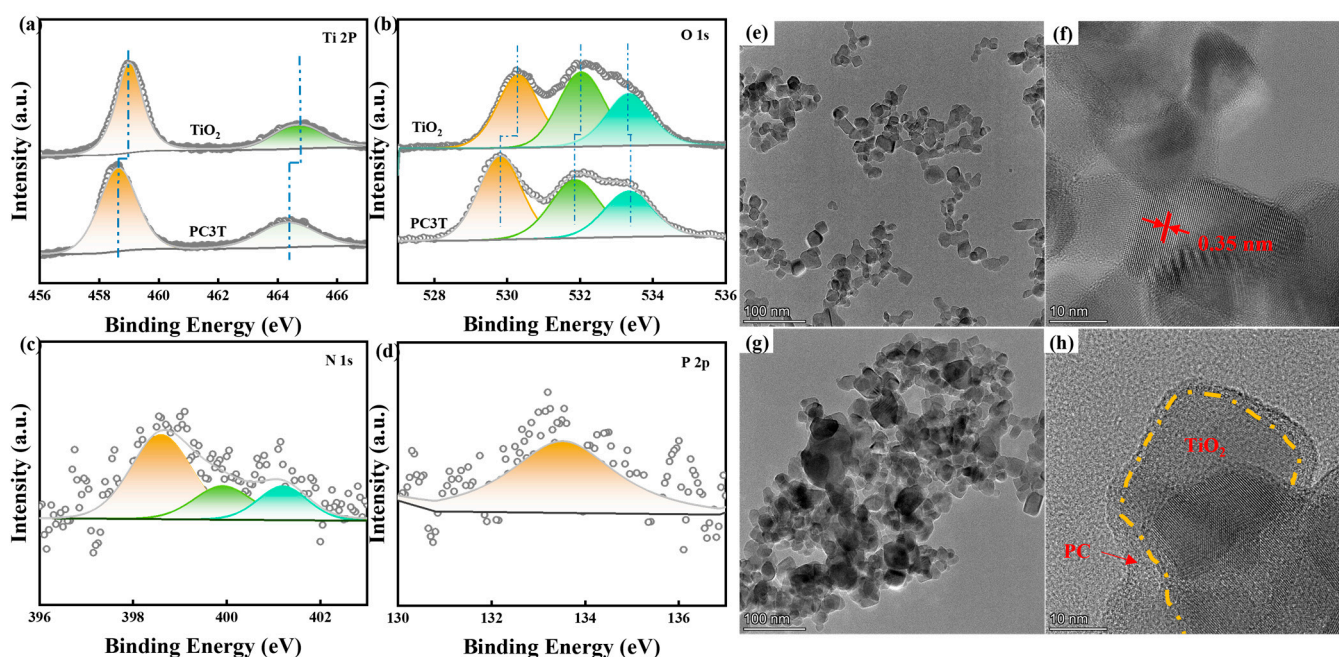 (a)
Ti 2P
TiO₂
PC3T
Intensity (a.u.)
456 458 460 462 464 466
Binding Energy (eV)
(b)
O 1s
TiO₂
PC3T
Intensity (a.u.)
528 530 532 534 536
Binding Energy (eV)
(c)
N 1s
Intensity (a.u.)
396 398 400 402
Binding Energy (eV)
(d)
P 2p
Intensity (a.u.)
130 132 134 136
Binding Energy (eV)
(e)
100 nm
(f)
0.35 nm
10 nm
(g)
100 nm
(h)
TiO₂
PC
10 nm